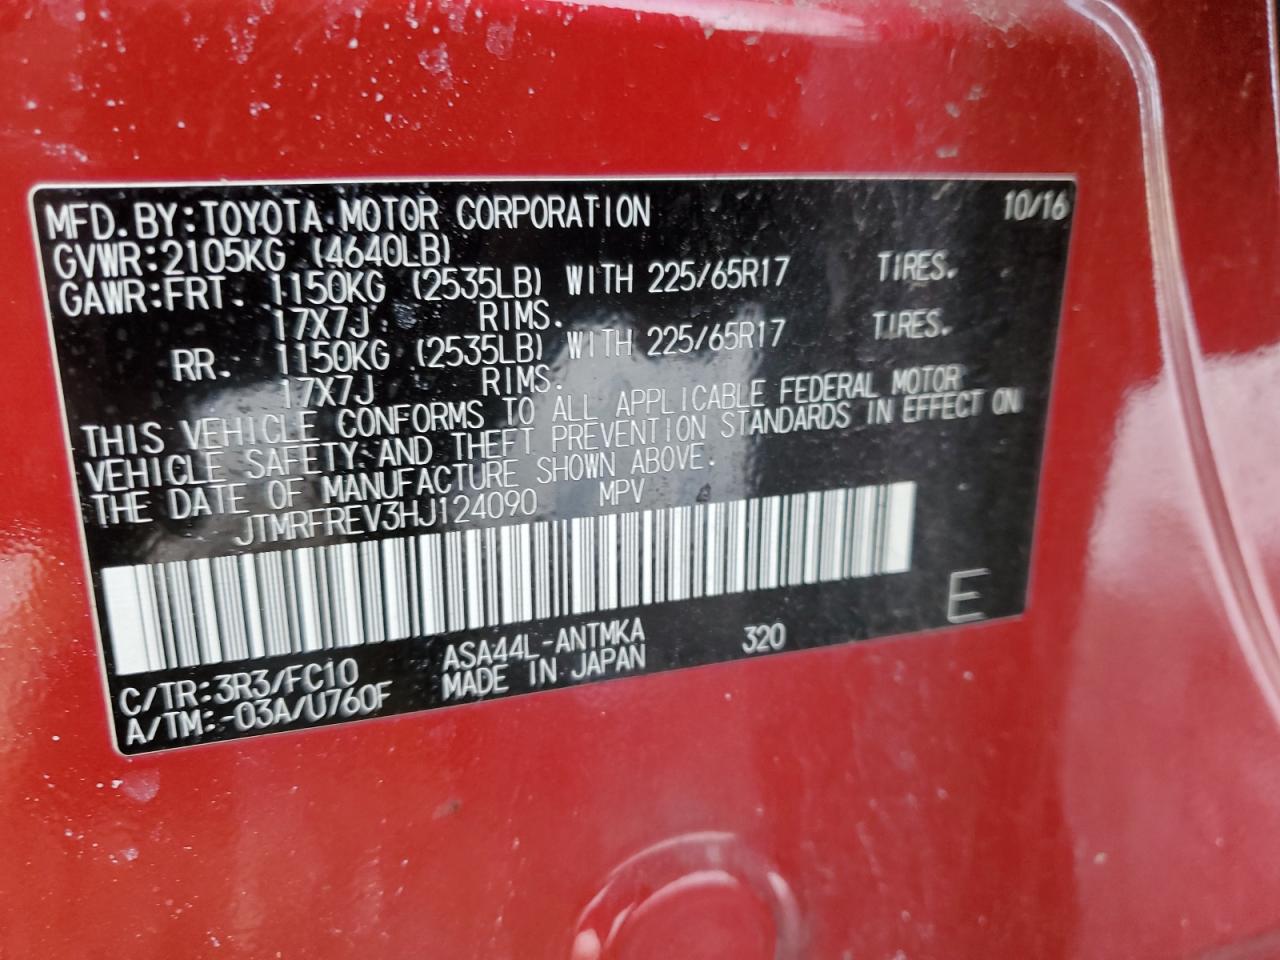 MFD. BY: TOYOTA MOTOR CORPORATION 10/16
GVWR: 2105KG (4640LB)
GAWR: FRT. 1150KG (2535LB) WITH 225/65R17 TIRES.
17X7J RIMS.
RR. 1150KG (2535LB) WITH 225/65R17 TIRES.
17X7J RIMS.
THIS VEHICLE CONFORMS TO ALL APPLICABLE FEDERAL MOTOR
VEHICLE SAFETY AND THEFT PREVENTION STANDARDS IN EFFECT ON
THE DATE OF MANUFACTURE SHOWN ABOVE.
JTMRFREV3HJ124090 MPV
E
C/TR: 3R3/FC10 ASA44L-ANTMKA 320
A/TM: -03A/U760F MADE IN JAPAN